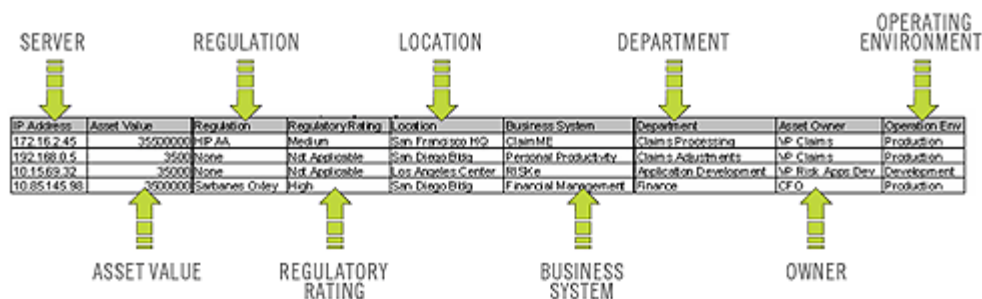 SERVER
REGULATION
LOCATION
DEPARTMENT
OPERATING
ENVIRONMENT
IP Address Asset Value Regulation Regulatory Rating Location Business System Department Asset Owner Operation Env
172.16.2.45 35500000 HIPAA Medium San Francisco HQ ClaimME Claims Processing VP Claims Production
192.168.0.5 3500 None Not Applicable San Diego Bldg Personal Productivity Claims Adjustments VP Claims Production
10.15.69.32 35000 None Not Applicable Los Angeles Center RISKe Application Development VP Risk Apps Dev Development
10.85.145.98 3500000 Sarbanes Oxley High San Diego Bldg Financial Management Finance CFO Production
ASSET VALUE
REGULATORY
RATING
BUSINESS
SYSTEM
OWNER